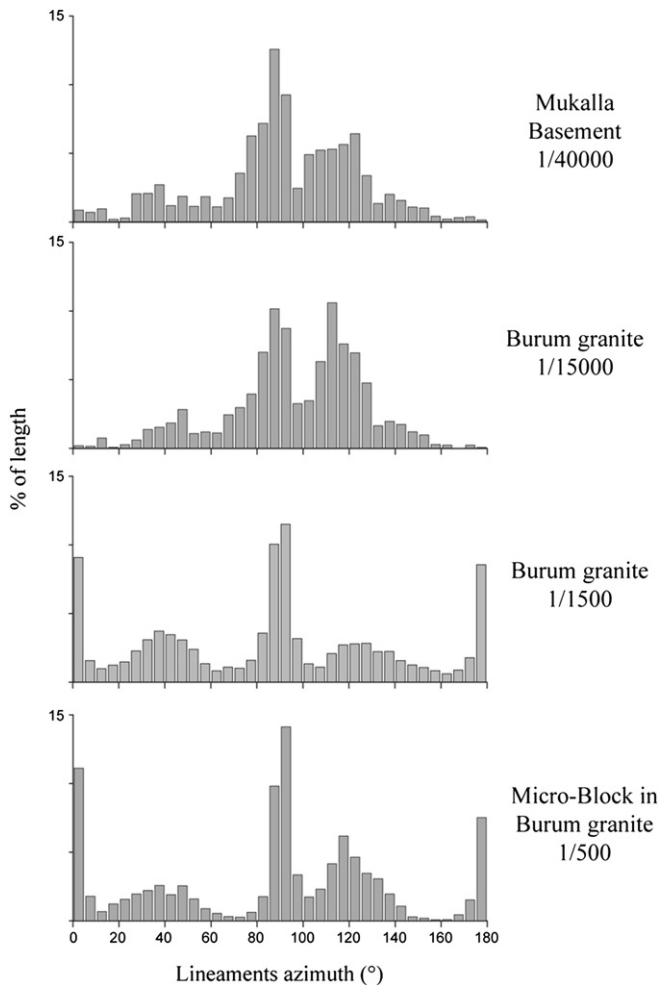 15
Mukalla
Basement
1/40000
15
Burum granite
1/15000
% of length
15
Burum granite
1/1500
15
Micro-Block in
Burum granite
1/500
0 20 40 60 80 100 120 140 160 180
Lineaments azimuth (°)